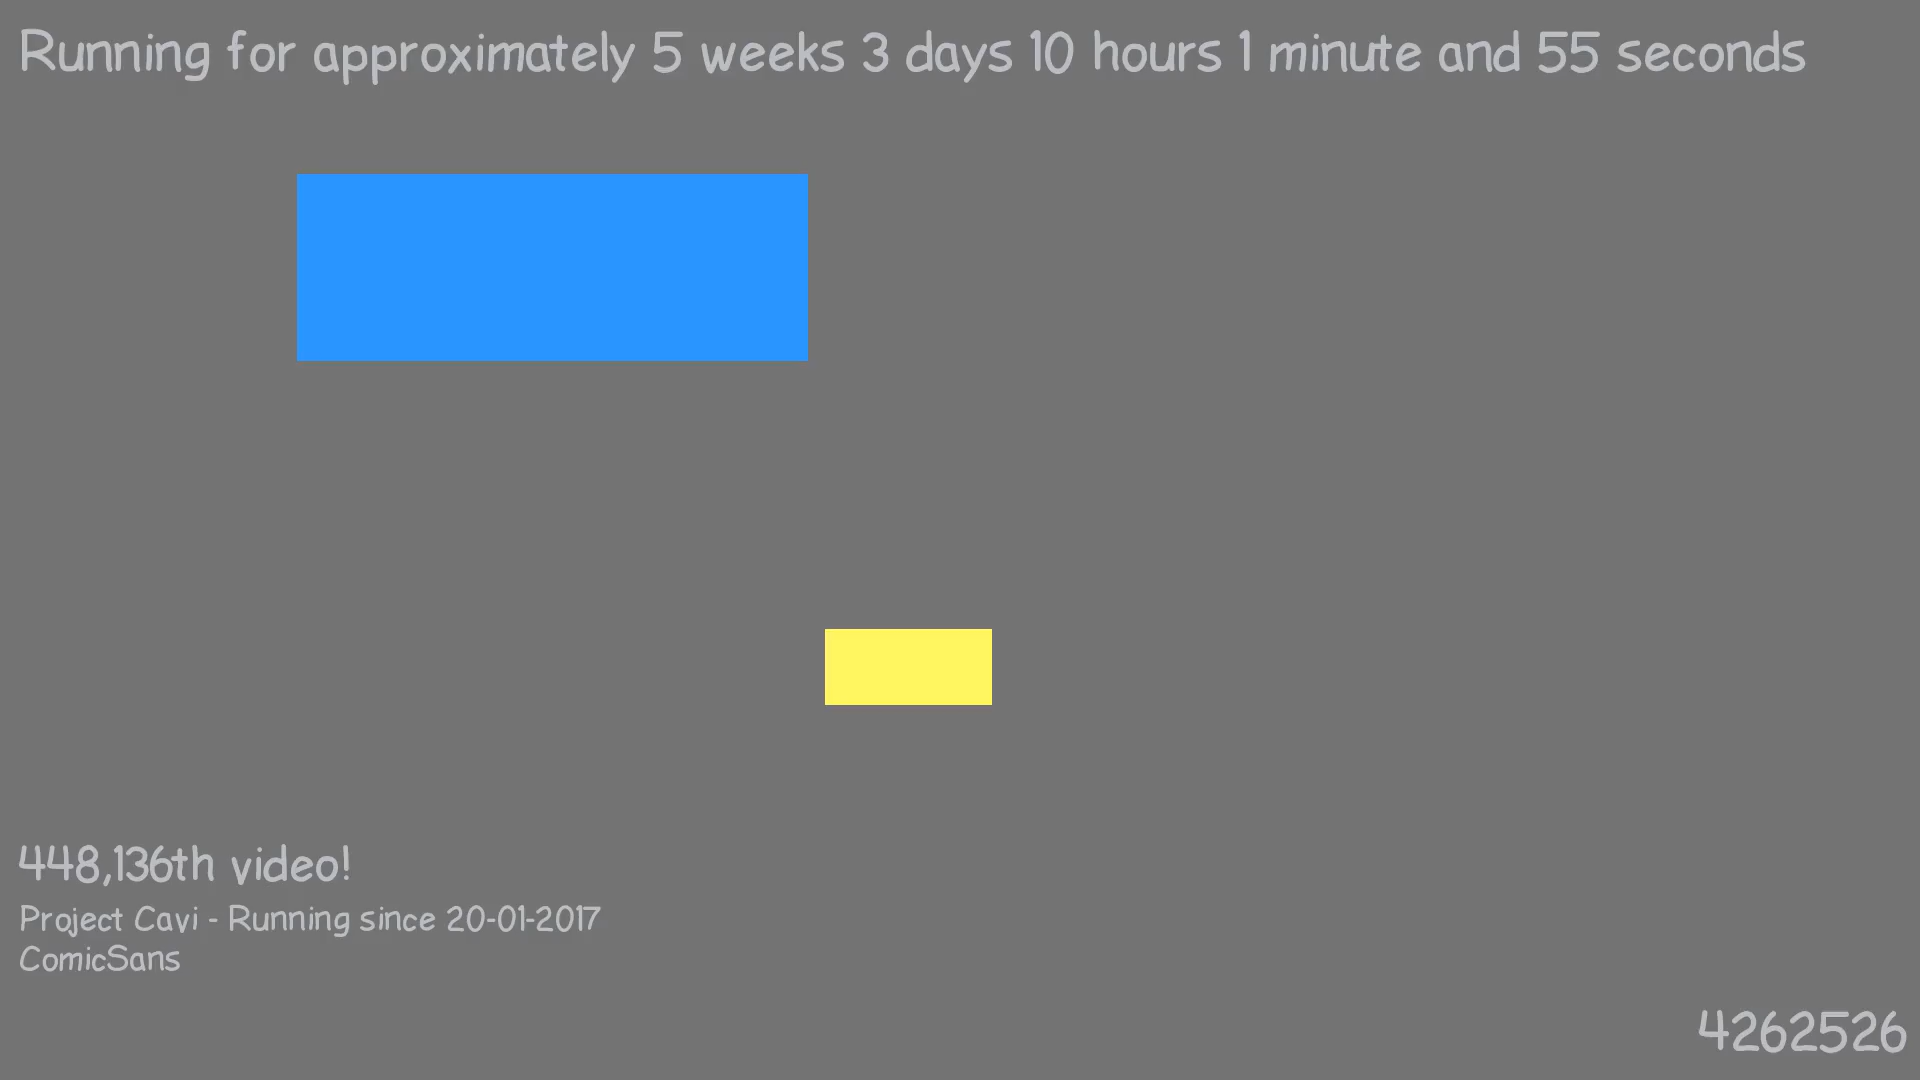 Running for approximately 5 weeks 3 days 10 hours 1 minute and 55 seconds
448,136th video!
Project Cavi - Running since 20-01-2017
ComicSans
4262526